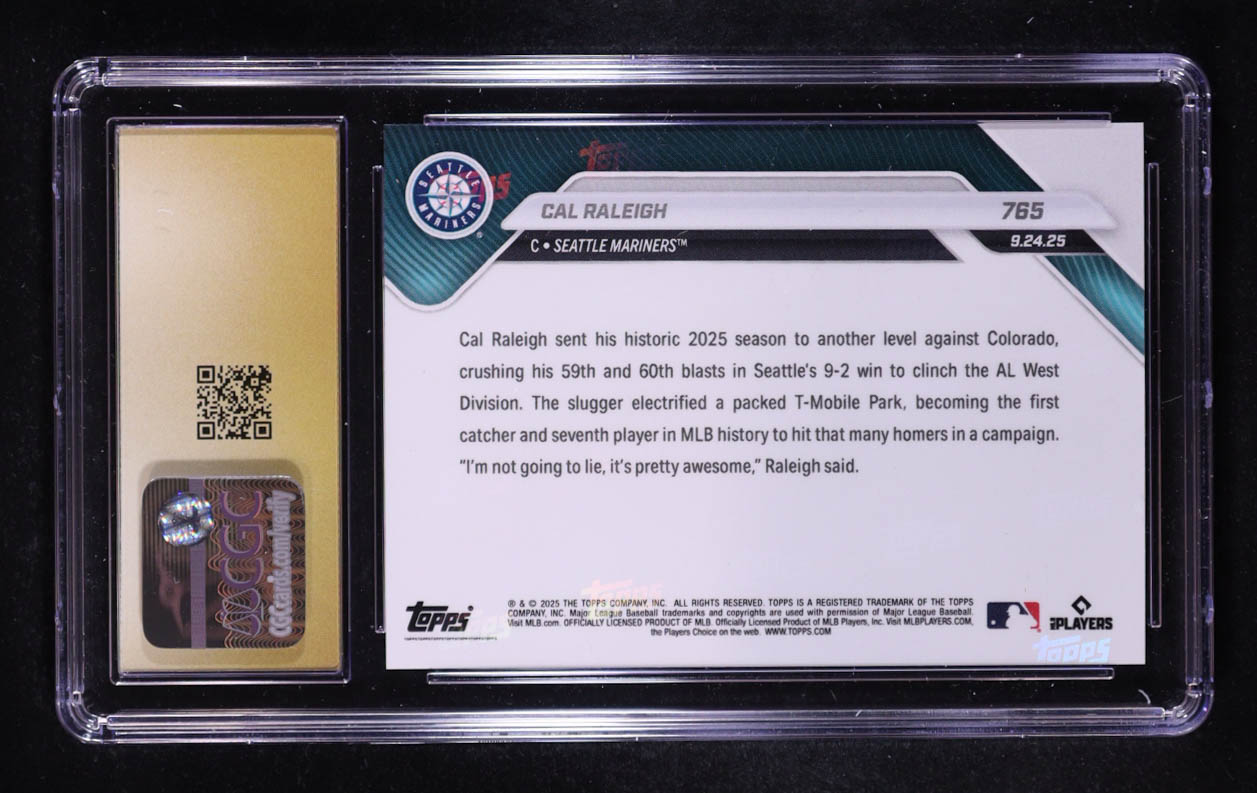 SEATTLE
MARINERS
CAL RALEIGH
765
C • SEATTLE MARINERS™
9.24.25
Cal Raleigh sent his historic 2025 season to another level against Colorado,
crushing his 59th and 60th blasts in Seattle's 9-2 win to clinch the AL West
Division. The slugger electrified a packed T-Mobile Park, becoming the first
catcher and seventh player in MLB history to hit that many homers in a campaign.
"I'm not going to lie, it's pretty awesome," Raleigh said.
topps
® & © 2025 THE TOPPS COMPANY, INC. ALL RIGHTS RESERVED. TOPPS IS A REGISTERED TRADEMARK OF THE TOPPS
COMPANY, INC. Major League Baseball trademarks and copyrights are used with permission of Major League Baseball.
Visit MLB.com. OFFICIALLY LICENSED PRODUCT OF MLB. Officially Licensed Product of MLB Players, Inc. Visit MLBPLAYERS.COM,
the Players Choice on the web. WWW.TOPPS.COM
PLAYERS
topps
CGC
CGCcards.com/verify